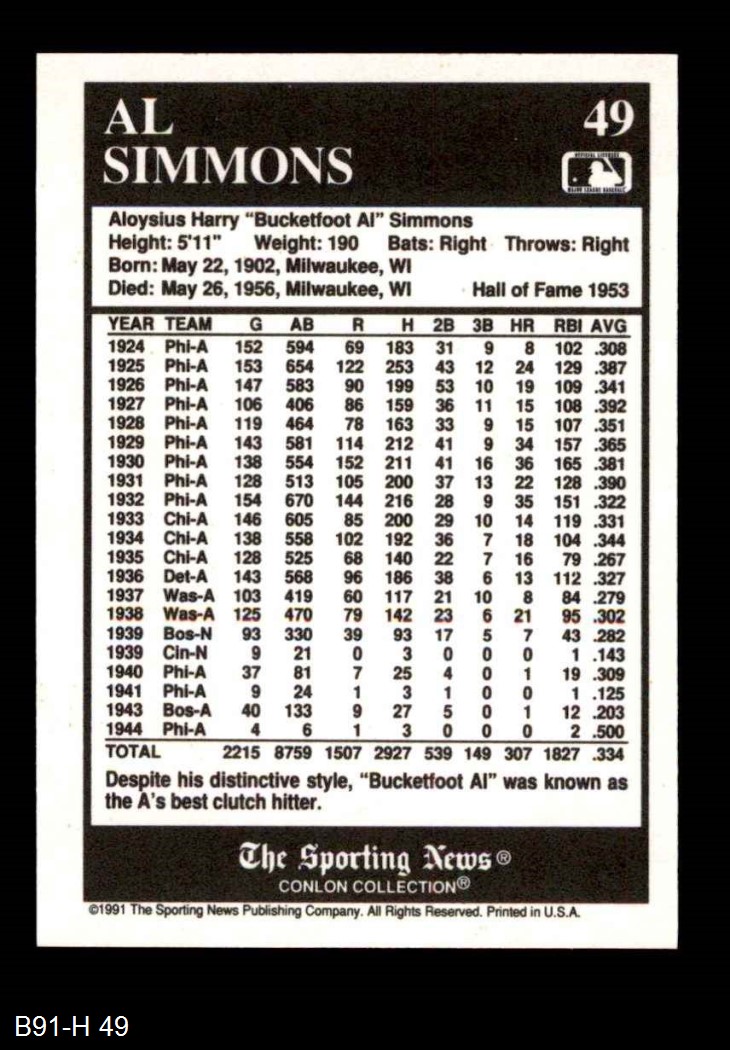 AL
SIMMONS
49
OFFICIAL LICENSEE
MAJOR LEAGUE BASEBALL
Aloysius Harry "Bucketfoot Al" Simmons
Height: 5'11" Weight: 190 Bats: Right Throws: Right
Born: May 22, 1902, Milwaukee, WI
Died: May 26, 1956, Milwaukee, WI Hall of Fame 1953
YEAR TEAM G AB R H 2B 3B HR RBI AVG
1924 Phi-A 152 594 69 183 31 9 8 102 .308
1925 Phi-A 153 654 122 253 43 12 24 129 .387
1926 Phi-A 147 583 90 199 53 10 19 109 .341
1927 Phi-A 106 406 86 159 36 11 15 108 .392
1928 Phi-A 119 464 78 163 33 9 15 107 .351
1929 Phi-A 143 581 114 212 41 9 34 157 .365
1930 Phi-A 138 554 152 211 41 16 36 165 .381
1931 Phi-A 128 513 105 200 37 13 22 128 .390
1932 Phi-A 154 670 144 216 28 9 35 151 .322
1933 Chi-A 146 605 85 200 29 10 14 119 .331
1934 Chi-A 138 558 102 192 36 7 18 104 .344
1935 Chi-A 128 525 68 140 22 7 16 79 .267
1936 Det-A 143 568 96 186 38 6 13 112 .327
1937 Was-A 103 419 60 117 21 10 8 84 .279
1938 Was-A 125 470 79 142 23 6 21 95 .302
1939 Bos-N 93 330 39 93 17 5 7 43 .282
1939 Cin-N 9 21 0 3 0 0 0 1 .143
1940 Phi-A 37 81 7 25 4 0 1 19 .309
1941 Phi-A 9 24 1 3 1 0 0 1 .125
1943 Bos-A 40 133 9 27 5 0 1 12 .203
1944 Phi-A 4 6 1 3 0 0 0 2 .500
TOTAL 2215 8759 1507 2927 539 149 307 1827 .334
Despite his distinctive style, "Bucketfoot Al" was known as
the A's best clutch hitter.
The Sporting News®
CONLON COLLECTION®
©1991 The Sporting News Publishing Company. All Rights Reserved. Printed in U.S.A.
B91-H 49